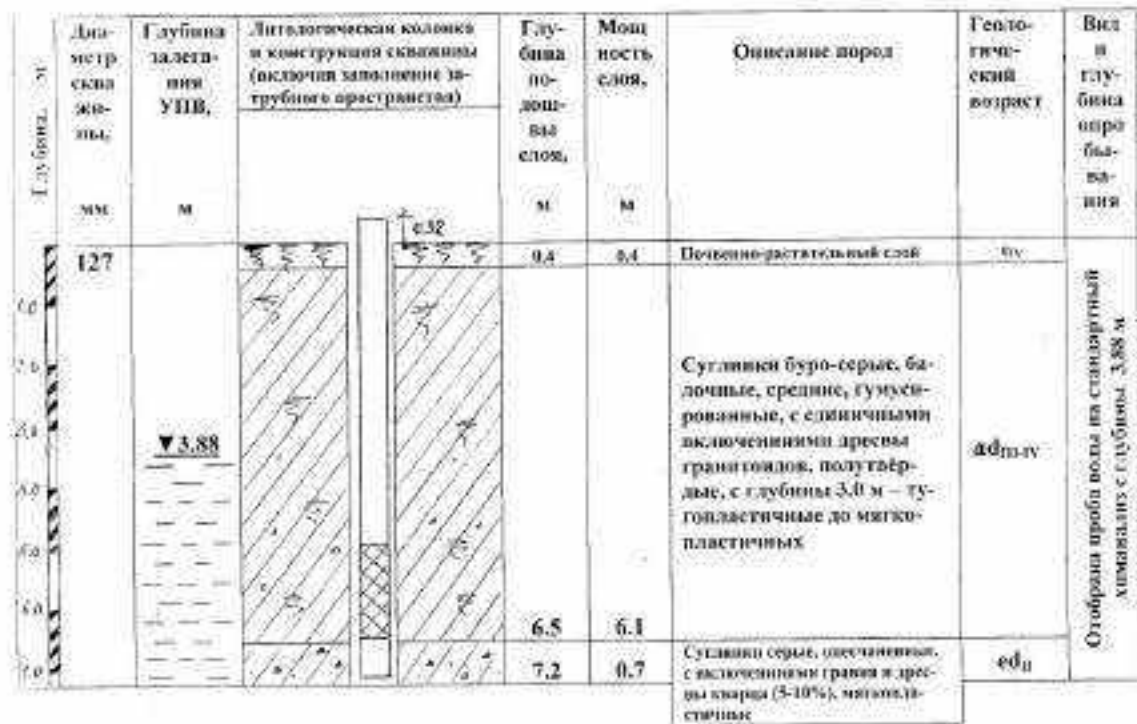 Глубина, м
Диа-
метр
сква
жи-
ны,
мм
Глубина
залега-
ния
УПВ,
м
Литологическая колонка
и конструкция скважины
(включая заполнение за-
трубного пространства)
Глу-
бина
по-
дош-
вы
слоя,
м
Мощ
ность
слоя,
м
Описание пород
Геоло-
гиче-
ский
возраст
Вид
и
глу-
бина
опро
бы-
ва-
ния
127
▼3.88
0.4
0.4
Почвенно-растительный слой
Суглинки буро-серые, ба-
лочные, средние, гумуси-
рованные, с единичными
включениями дресвы
гранитоидов, полутвёр-
дые, с глубины 3.0 м – ту-
гопластичные до мягко-
пластичных
6.5
6.1
adIII-IV
7.2
0.7
Суглинки серые, опесчаненные,
с включениями гравия и дрес-
вы кварца (5-10%), мягкопла-
стичные
edII
Отобрана проба воды на стандартный
химанализ с глубины 3,88 м